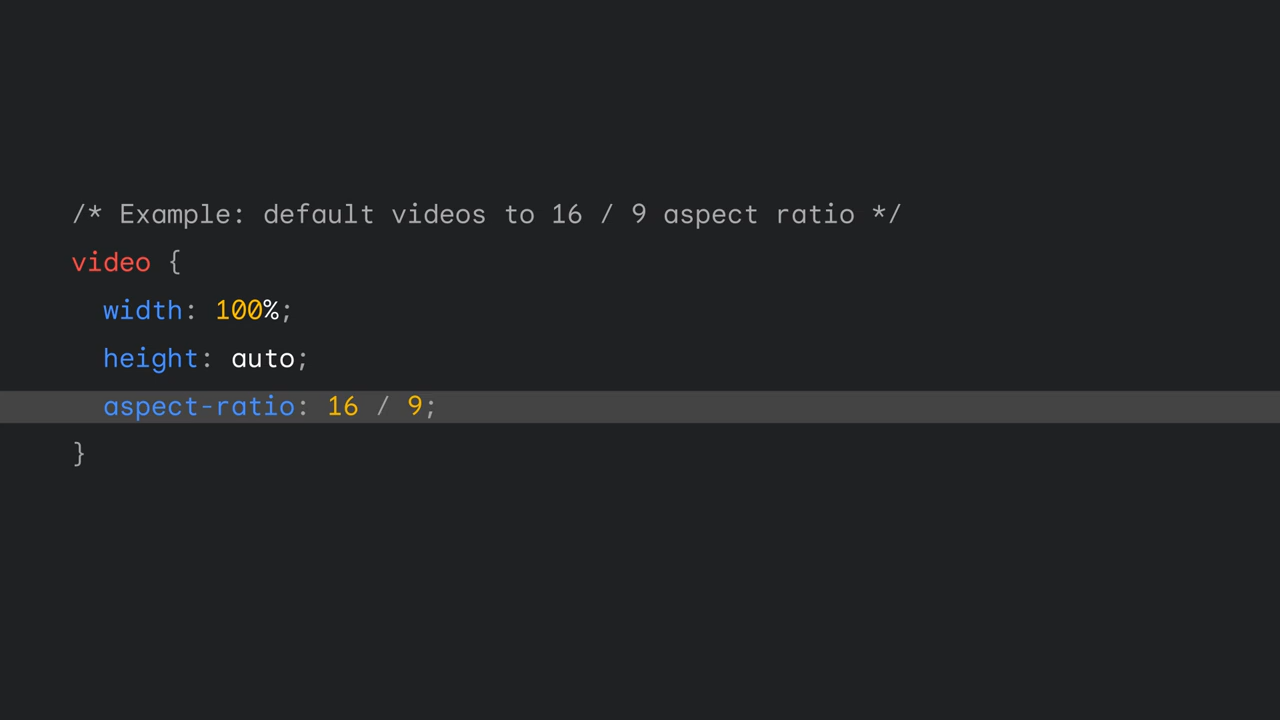 /* Example: default videos to 16 / 9 aspect ratio */
video {
  width: 100%;
  height: auto;
  aspect-ratio: 16 / 9;
}